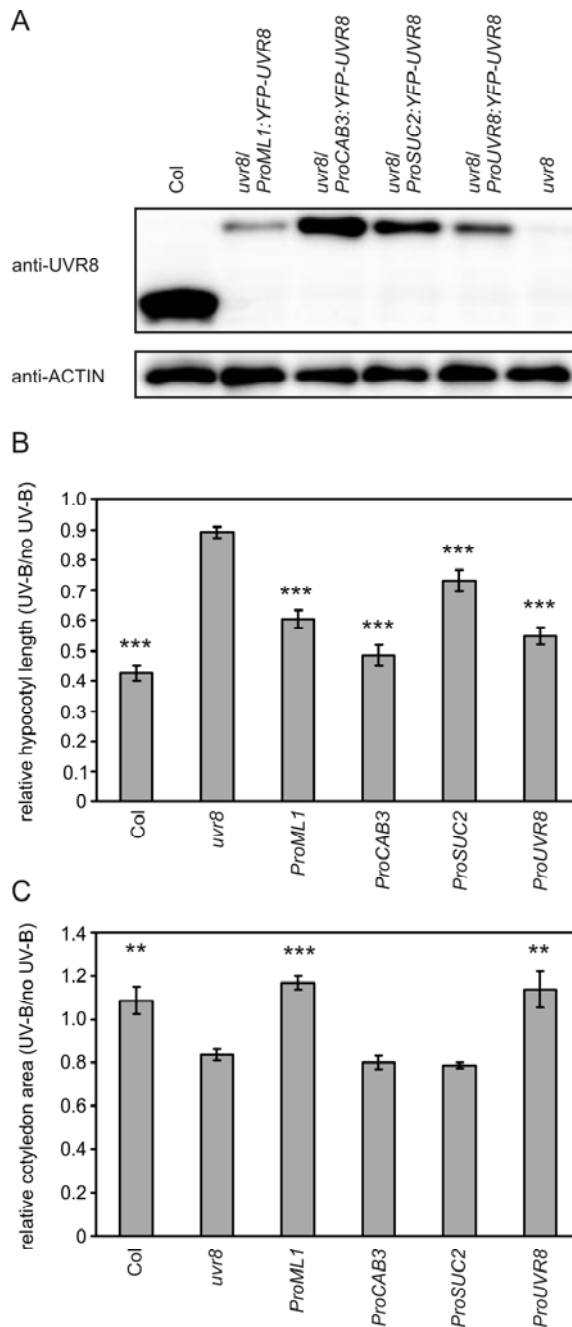 A
Col
uvr8/
ProML1:YFP-UVR8
uvr8/
ProCAB3:YFP-UVR8
uvr8/
ProSUC2:YFP-UVR8
uvr8/
ProUVR8:YFP-UVR8
uvr8
anti-UVR8
anti-ACTIN
B
relative hypocotyl length (UV-B/no UV-B)
1.0
0.9
0.8
0.7
0.6
0.5
0.4
0.3
0.2
0.1
0
***
***
***
***
***
Col
uvr8
ProML1
ProCAB3
ProSUC2
ProUVR8
C
relative cotyledon area (UV-B/no UV-B)
1.4
1.2
1.0
0.8
0.6
0.4
0.2
0
**
***
**
Col
uvr8
ProML1
ProCAB3
ProSUC2
ProUVR8